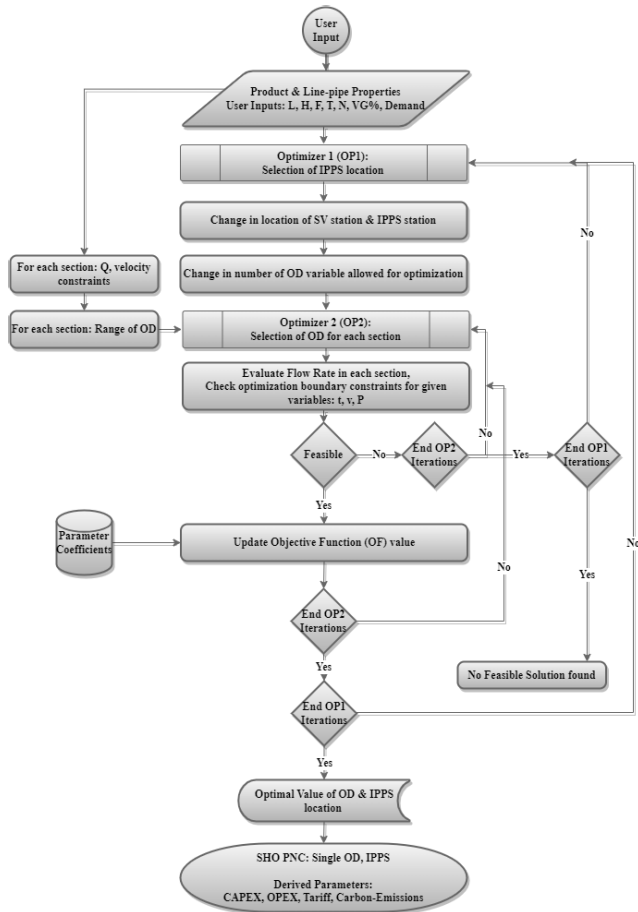 User
Input
Product & Line-pipe Properties
User Inputs: L, H, F, T, N, VG%, Demand
Optimizer 1 (OP1):
Selection of IPPS location
No
Change in location of SV station & IPPS station
For each section: Q, velocity
constraints
Change in number of OD variable allowed for optimization
For each section: Range of OD
Optimizer 2 (OP2):
Selection of OD for each section
Evaluate Flow Rate in each section,
Check optimization boundary constraints for given
variables: t, v, P
No
Feasible
No
End OP2
Iterations
Yes
End OP1
Iterations
Yes
Parameter
Coefficients
Update Objective Function (OF) value
No
No
Yes
End OP2
Iterations
Yes
No Feasible Solution found
End OP1
Iterations
Yes
Optimal Value of OD & IPPS
location
SHO PNC: Single OD, IPPS
Derived Parameters:
CAPEX, OPEX, Tariff, Carbon-Emissions